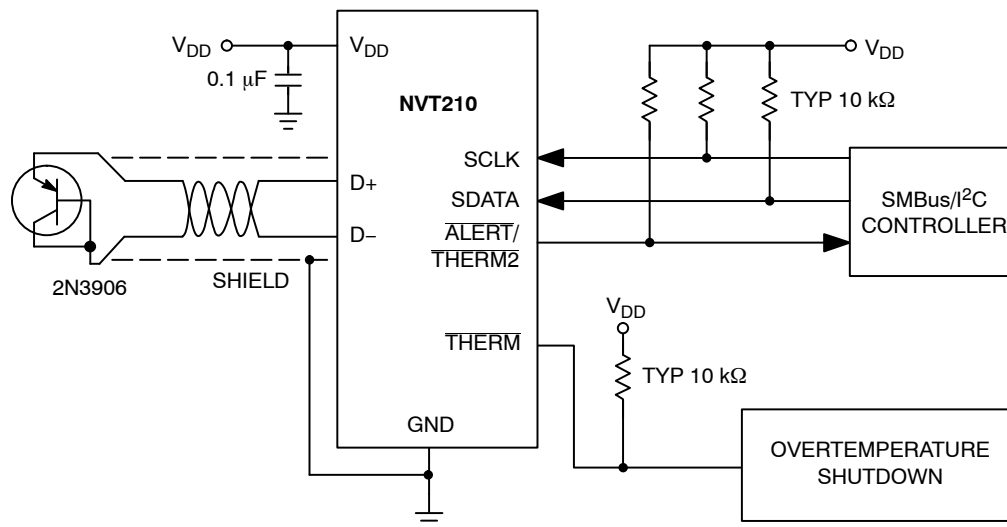 V_DD
V_DD
0.1 μF
NVT210
V_DD
TYP 10 kΩ
SCLK
SDATA
ALERT/
THERM2
SMBus/I²C
CONTROLLER
D+
D−
SHIELD
2N3906
THERM
V_DD
TYP 10 kΩ
GND
OVERTEMPERATURE
SHUTDOWN